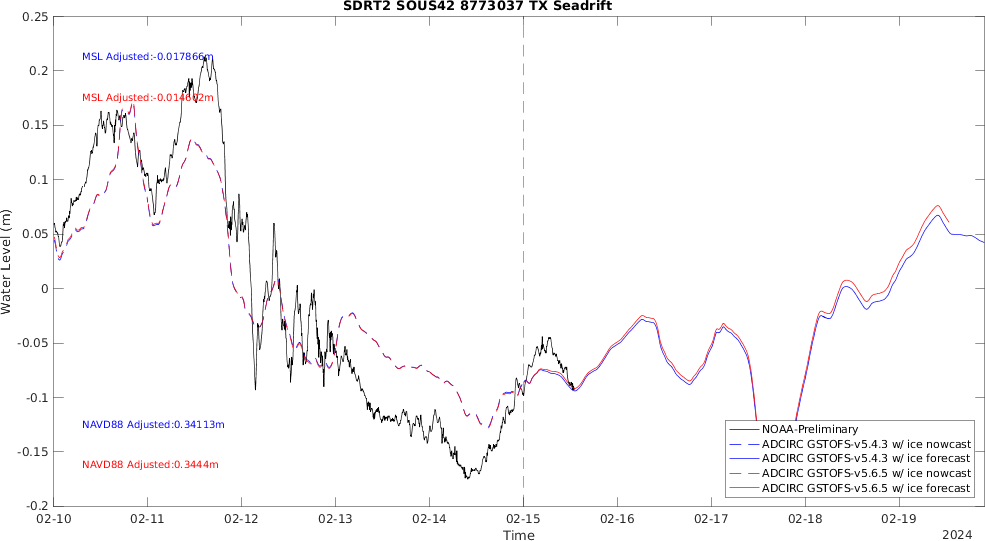 SDRT2 SOUS42 8773037 TX Seadrift
0.25
0.2
0.15
0.1
0.05
0
-0.05
-0.1
-0.15
-0.2
Water Level (m)
MSL Adjusted:-0.017866m
MSL Adjusted:-0.014602m
NAVD88 Adjusted:0.34113m
NAVD88 Adjusted:0.3444m
NOAA-Preliminary
ADCIRC GSTOFS-v5.4.3 w/ ice nowcast
ADCIRC GSTOFS-v5.4.3 w/ ice forecast
ADCIRC GSTOFS-v5.6.5 w/ ice nowcast
ADCIRC GSTOFS-v5.6.5 w/ ice forecast
02-10 02-11 02-12 02-13 02-14 02-15 02-16 02-17 02-18 02-19
Time
2024